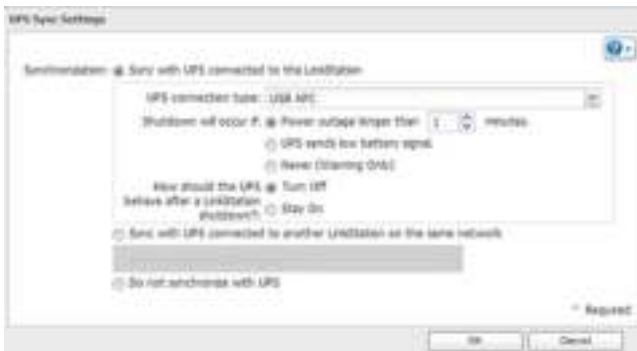 UPS Sync Settings
Synchronization: Sync with UPS connected to the LinkStation
UPS connection type: USB APC
Shutdown will occur if: Power outage longer than 1 minutes
UPS sends low battery signal.
Never (Warning Only)
How should the UPS behave after a LinkStation shutdown?: Turn Off
Stay On
Sync with UPS connected to another LinkStation on the same network
Do not synchronize with UPS
* Required
OK Cancel